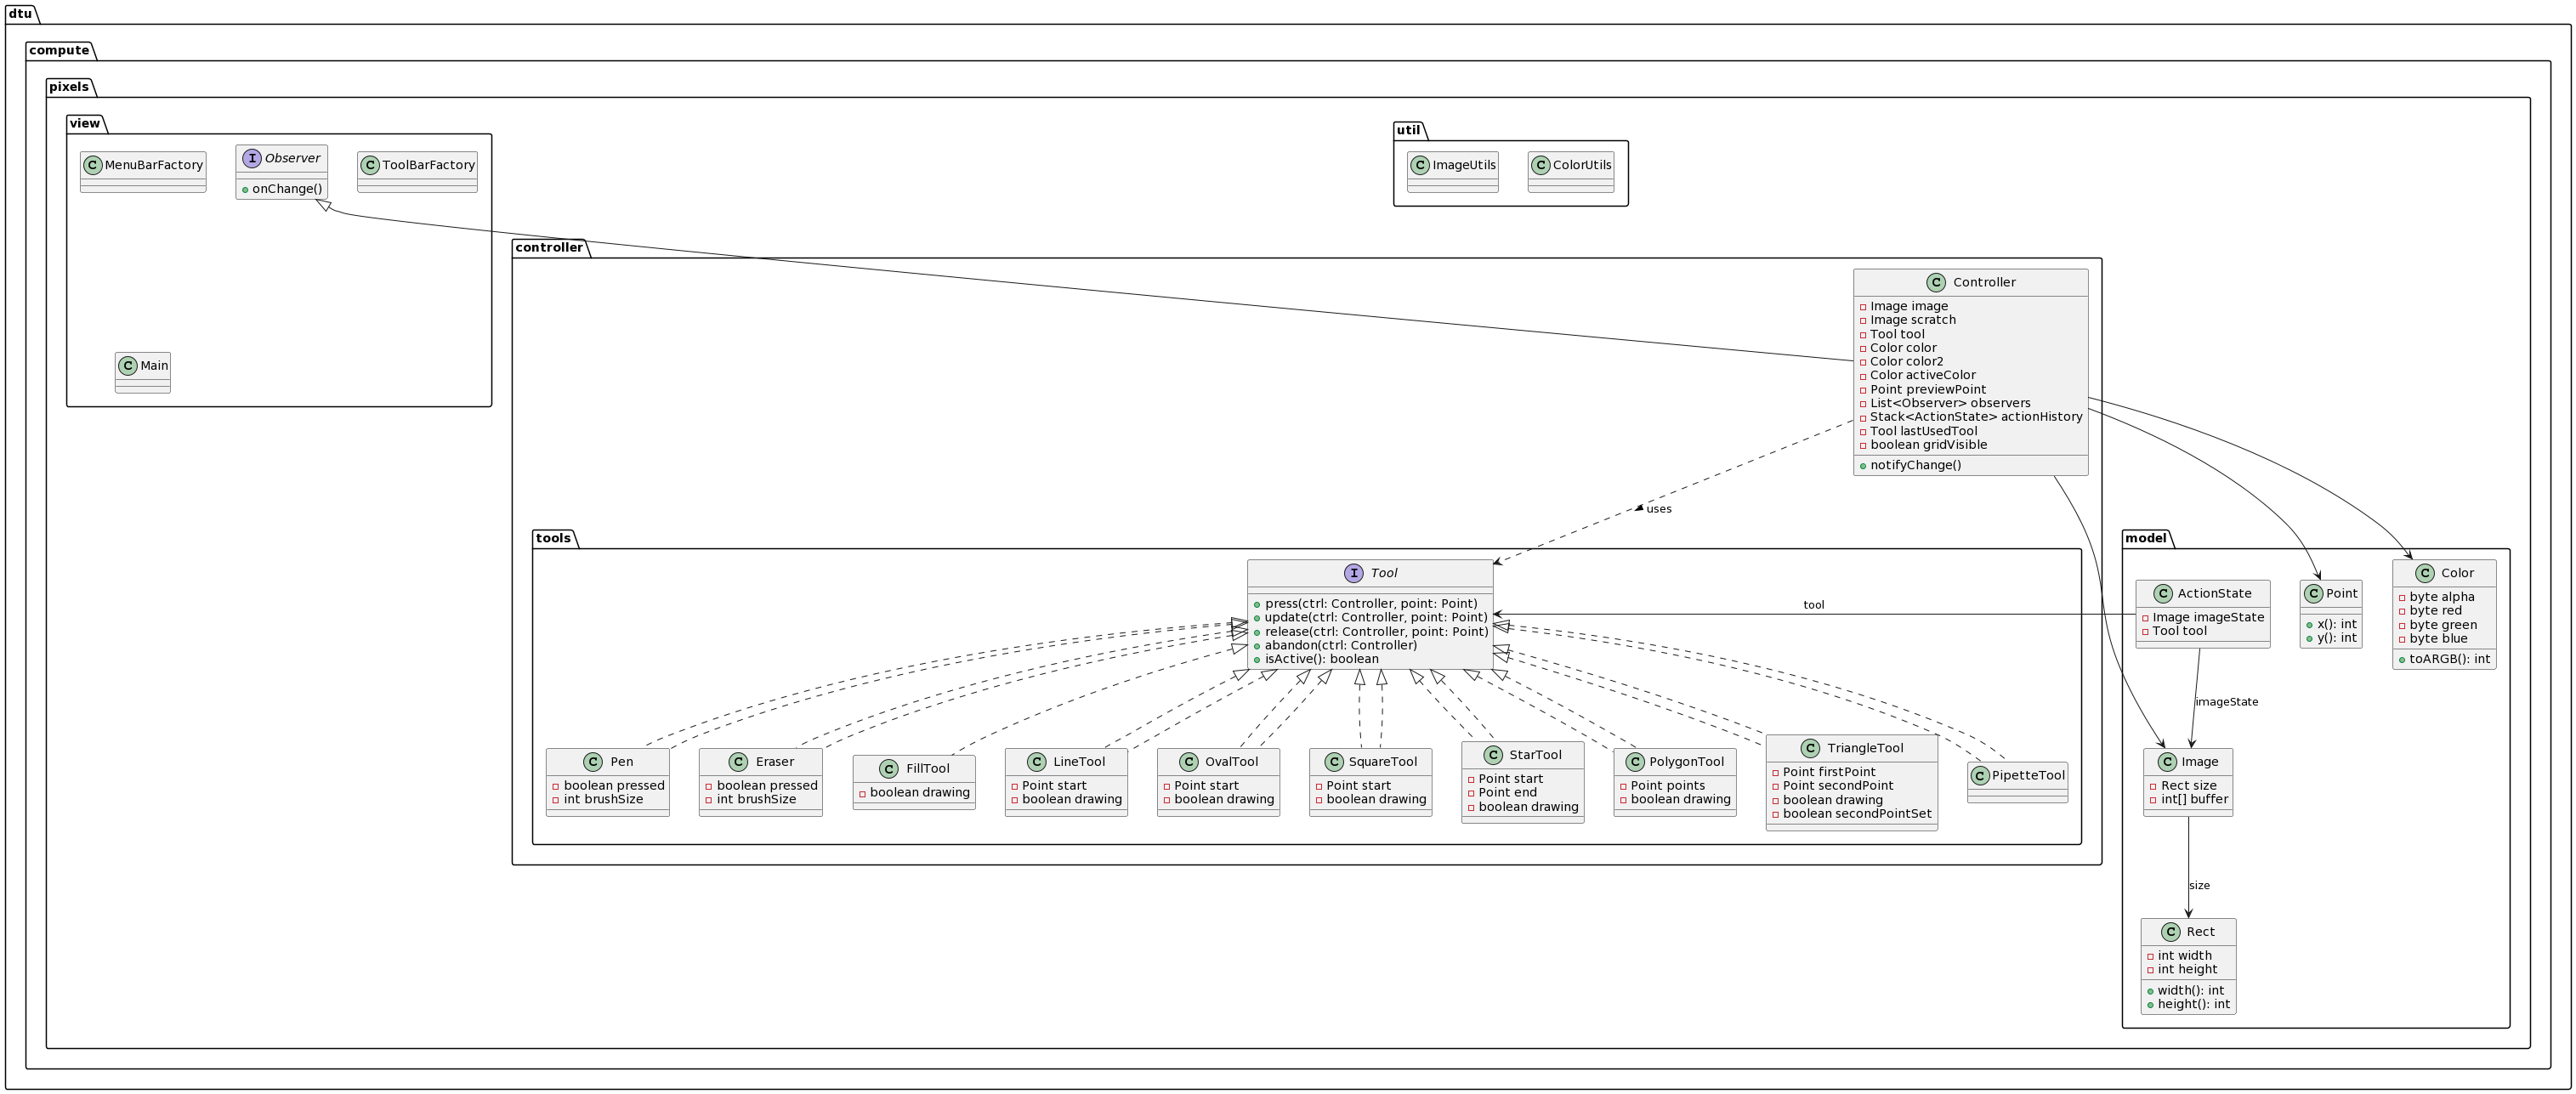 dtu
compute
pixels
view
C MenuBarFactory
I Observer
onChange()
C ToolBarFactory
C Main
util
C ImageUtils
C ColorUtils
controller
C Controller
Image image
Image scratch
Tool tool
Color color
Color color2
Color activeColor
Point previewPoint
List<Observer> observers
Stack<ActionState> actionHistory
Tool lastUsedTool
boolean gridVisible
notifyChange()
uses
tools
I Tool
press(ctrl: Controller, point: Point)
update(ctrl: Controller, point: Point)
release(ctrl: Controller, point: Point)
abandon(ctrl: Controller)
isActive(): boolean
tool
C Pen
boolean pressed
int brushSize
C Eraser
boolean pressed
int brushSize
C FillTool
boolean drawing
C LineTool
Point start
boolean drawing
C OvalTool
Point start
boolean drawing
C SquareTool
Point start
boolean drawing
C StarTool
Point start
Point end
boolean drawing
C PolygonTool
Point points
boolean drawing
C TriangleTool
Point firstPoint
Point secondPoint
boolean drawing
boolean secondPointSet
C PipetteTool
model
C ActionState
Image imageState
Tool tool
C Point
x(): int
y(): int
C Color
byte alpha
byte red
byte green
byte blue
toARGB(): int
imageState
C Image
Rect size
int[] buffer
size
C Rect
int width
int height
width(): int
height(): int